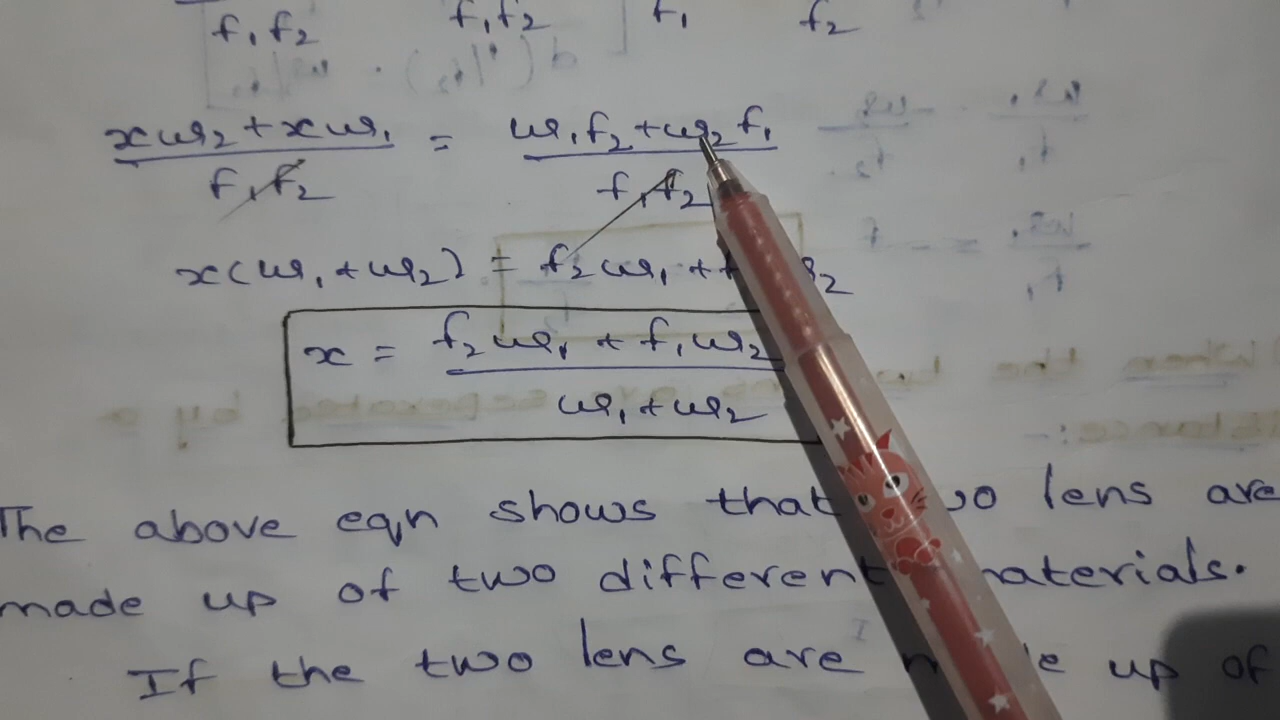 f₁f₂ f₁f₂ f₁ f₂
xω₂ + xω₁ / f₁f₂ = ω₁f₂ + ω₂f₁ / f₁f₂
x(ω₁ + ω₂) = f₂ω₁ +
x = f₂ω₁ + f₁ω₂ / ω₁ + ω₂
The above eqn shows that lens are
made up of two different materials.
If the two lens are up of